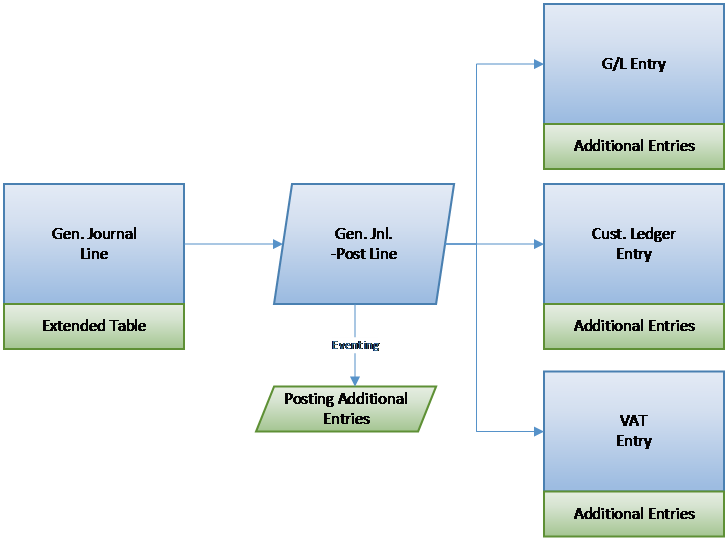 G/L Entry
Additional Entries
Gen. Journal
Line
Extended Table
Gen. Jnl.
-Post Line
Eventing
Posting Additional
Entries
Cust. Ledger
Entry
Additional Entries
VAT
Entry
Additional Entries